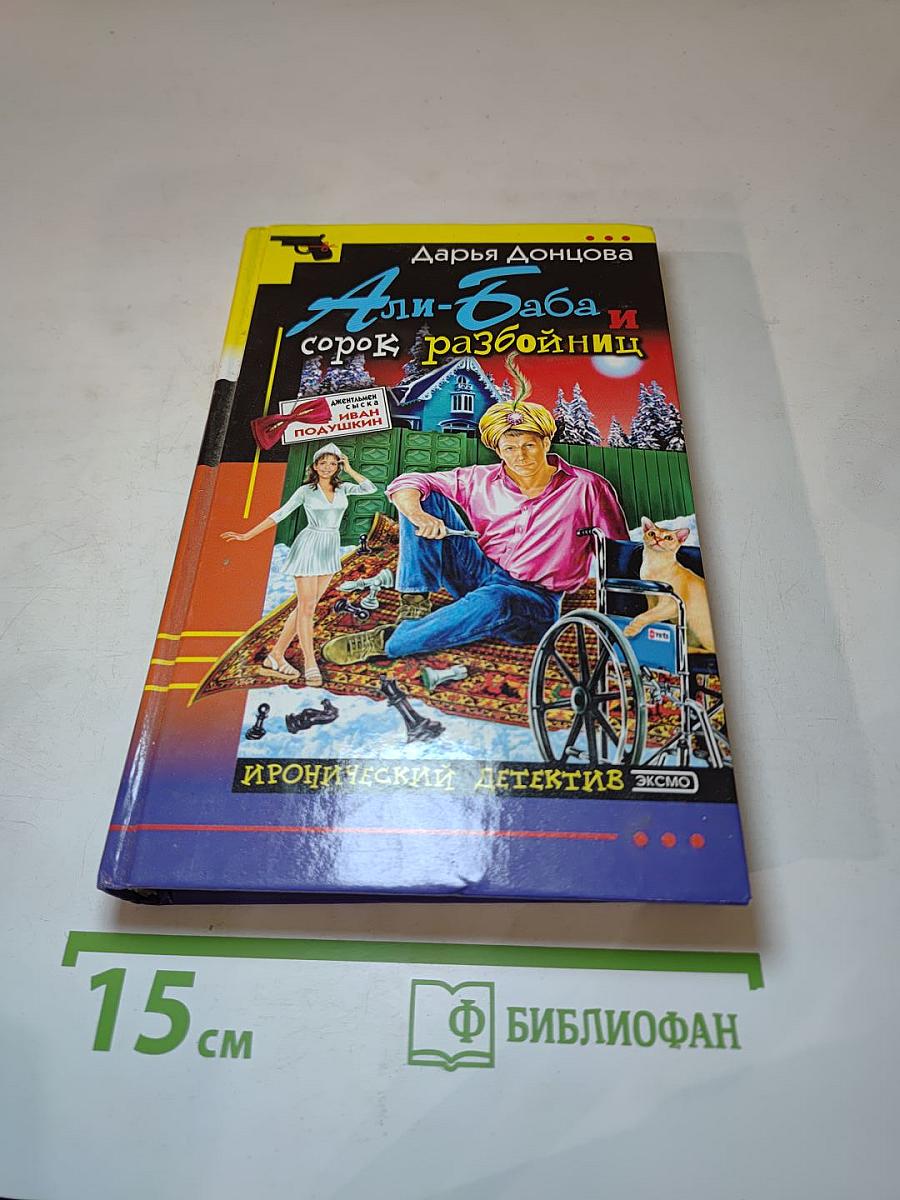 Дарья Донцова
Али-Баба и
сорок разбойниц
джентльмен
сыска
ИВАН
ПОДУШКИН
ИРОНИЧЕСКИЙ ДЕТЕКТИВ ЭКСМО
15 см
Ф БИБЛИОФАН